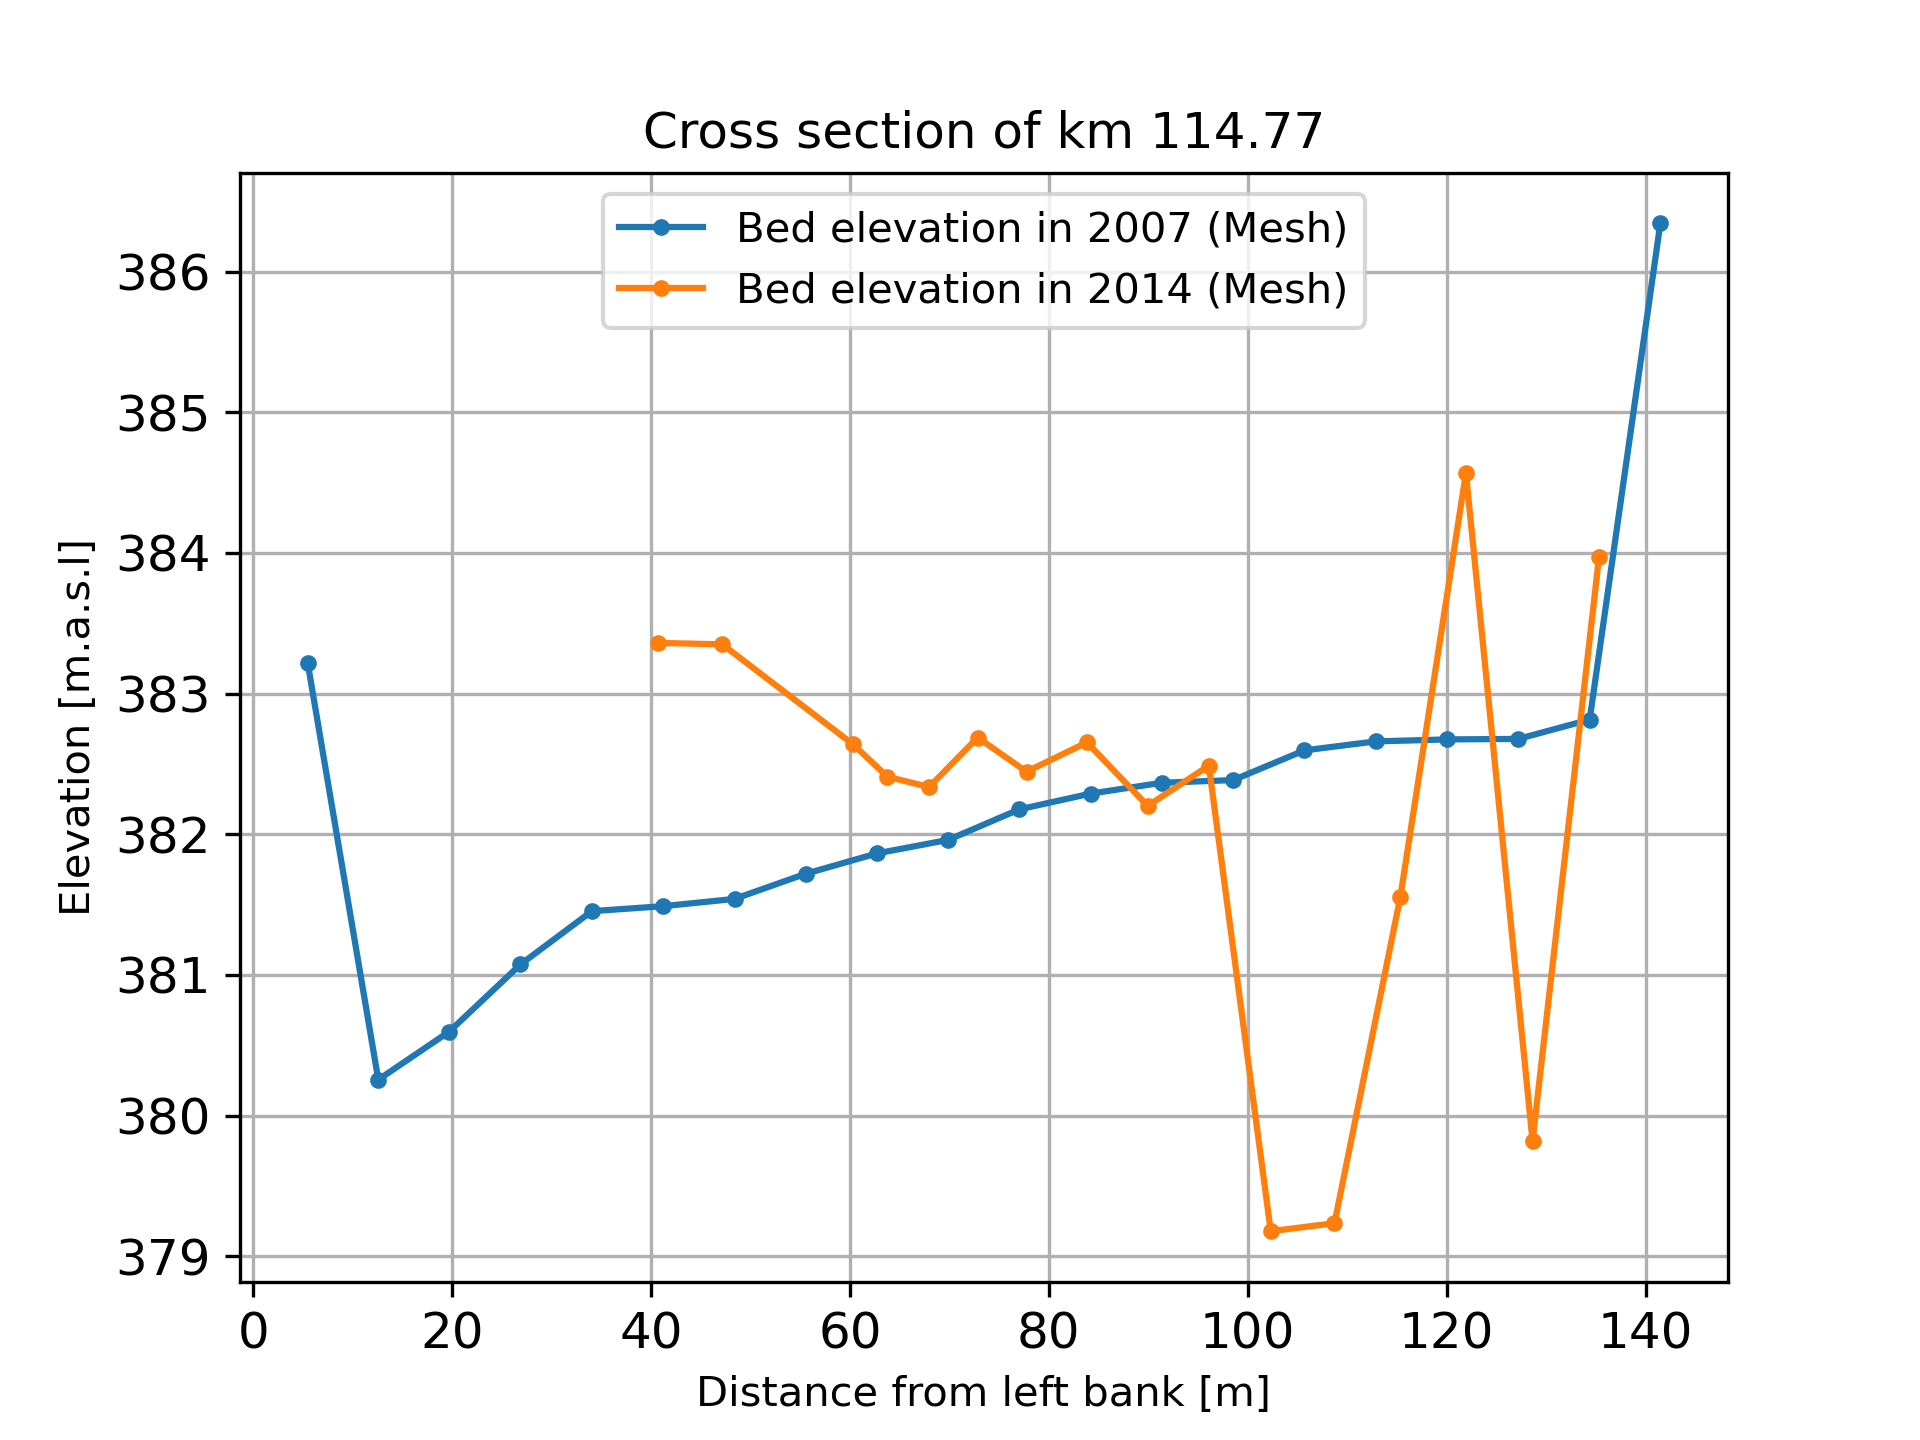 Cross section of km 114.77
Bed elevation in 2007 (Mesh)
Bed elevation in 2014 (Mesh)
Elevation [m.a.s.l]
386
385
384
383
382
381
380
379
0 20 40 60 80 100 120 140
Distance from left bank [m]